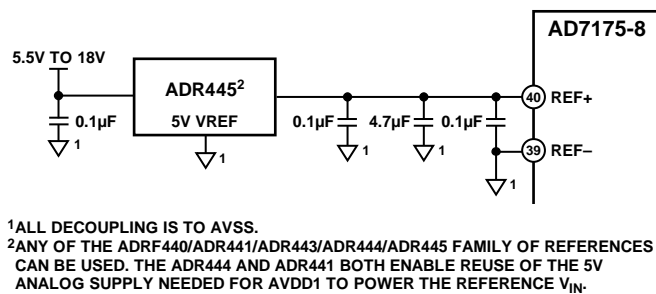 AD7175-8
5.5V TO 18V
ADR445²
5V VREF
0.1µF
1
1
0.1µF
1
4.7µF
1
0.1µF
1
40 REF+
39 REF–
¹ALL DECOUPLING IS TO AVSS.
²ANY OF THE ADRF440/ADR441/ADR443/ADR444/ADR445 FAMILY OF REFERENCES
CAN BE USED. THE ADR444 AND ADR441 BOTH ENABLE REUSE OF THE 5V
ANALOG SUPPLY NEEDED FOR AVDD1 TO POWER THE REFERENCE VIN.